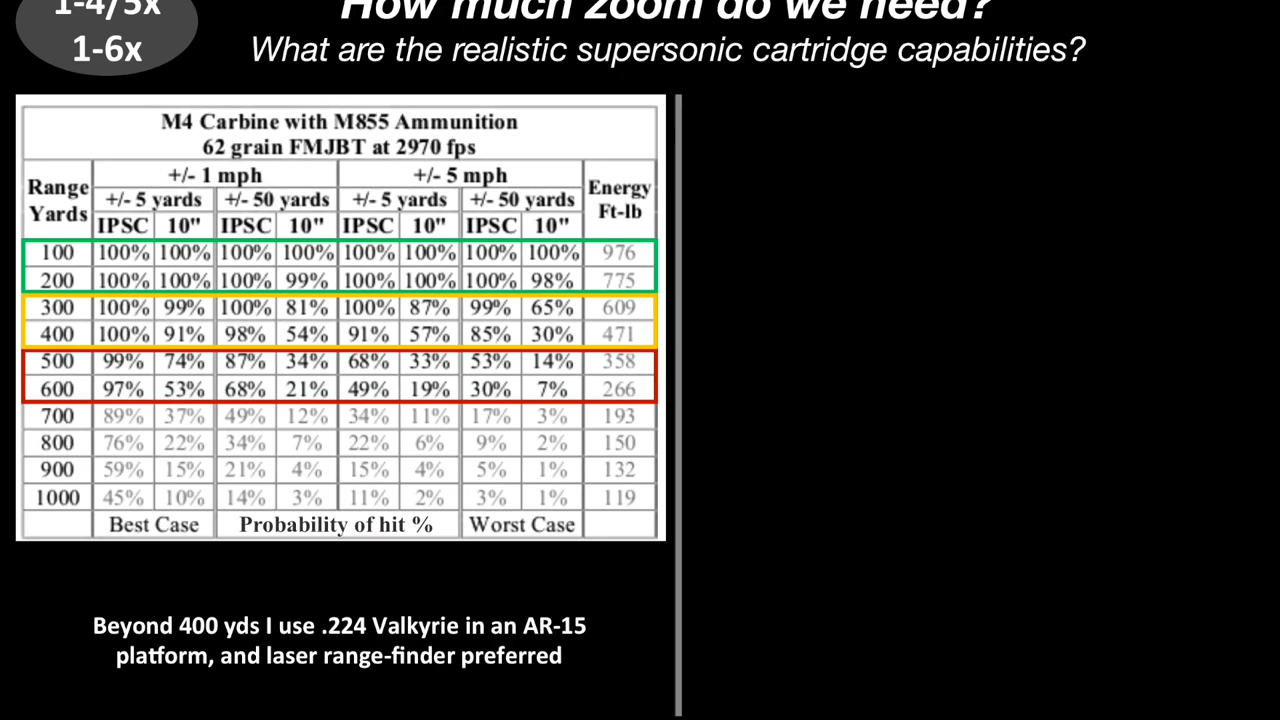 1-4/5x
1-6x
How much zoom do we need?
What are the realistic supersonic cartridge capabilities?
M4 Carbine with M855 Ammunition
62 grain FMJBT at 2970 fps
Range Yards +/- 1 mph +/- 5 mph Energy Ft-lb
+/- 5 yards +/- 50 yards +/- 5 yards +/- 50 yards
IPSC 10" IPSC 10" IPSC 10" IPSC 10"
100 100% 100% 100% 100% 100% 100% 100% 100% 976
200 100% 100% 100% 99% 100% 100% 100% 98% 775
300 100% 99% 100% 81% 100% 87% 99% 65% 609
400 100% 91% 98% 54% 91% 57% 85% 30% 471
500 99% 74% 87% 34% 68% 33% 53% 14% 358
600 97% 53% 68% 21% 49% 19% 30% 7% 266
700 89% 37% 49% 12% 34% 11% 17% 3% 193
800 76% 22% 34% 7% 22% 6% 9% 2% 150
900 59% 15% 21% 4% 15% 4% 5% 1% 132
1000 45% 10% 14% 3% 11% 2% 3% 1% 119
Best Case Probability of hit % Worst Case
Beyond 400 yds I use .224 Valkyrie in an AR-15
platform, and laser range-finder preferred